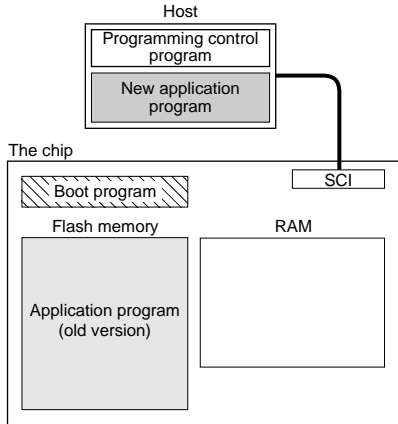 Host
Programming control
program
New application
program
The chip
SCI
Boot program
Flash memory
RAM
Application program
(old version)